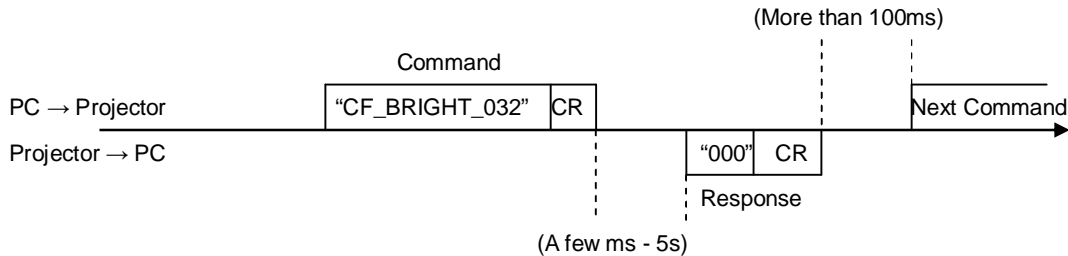 (More than 100ms)
Command
PC → Projector
“CF_BRIGHT_032”
CR
Next Command
Projector → PC
“000”
CR
Response
(A few ms - 5s)